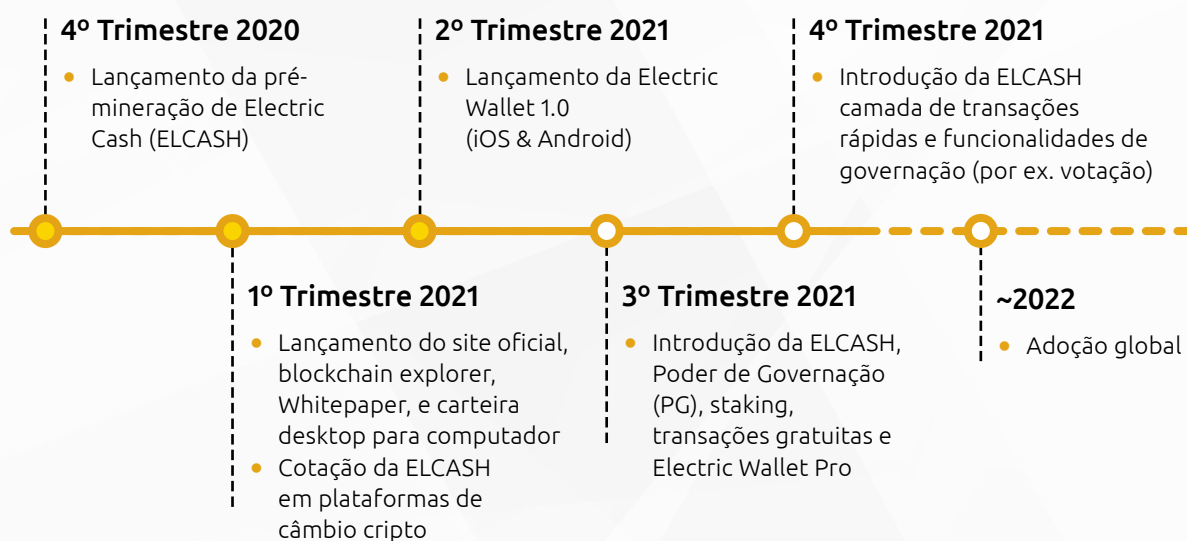 4º Trimestre 2020
• Lançamento da pré-
mineração de Electric
Cash (ELCASH)
1º Trimestre 2021
• Lançamento do site oficial,
blockchain explorer,
Whitepaper, e carteira
desktop para computador
• Cotação da ELCASH
em plataformas de
câmbio cripto
2º Trimestre 2021
• Lançamento da Electric
Wallet 1.0
(iOS & Android)
3º Trimestre 2021
• Introdução da ELCASH,
Poder de Governação
(PG), staking,
transações gratuitas e
Electric Wallet Pro
4º Trimestre 2021
• Introdução da ELCASH
camada de transações
rápidas e funcionalidades de
governação (por ex. votação)
~2022
• Adoção global